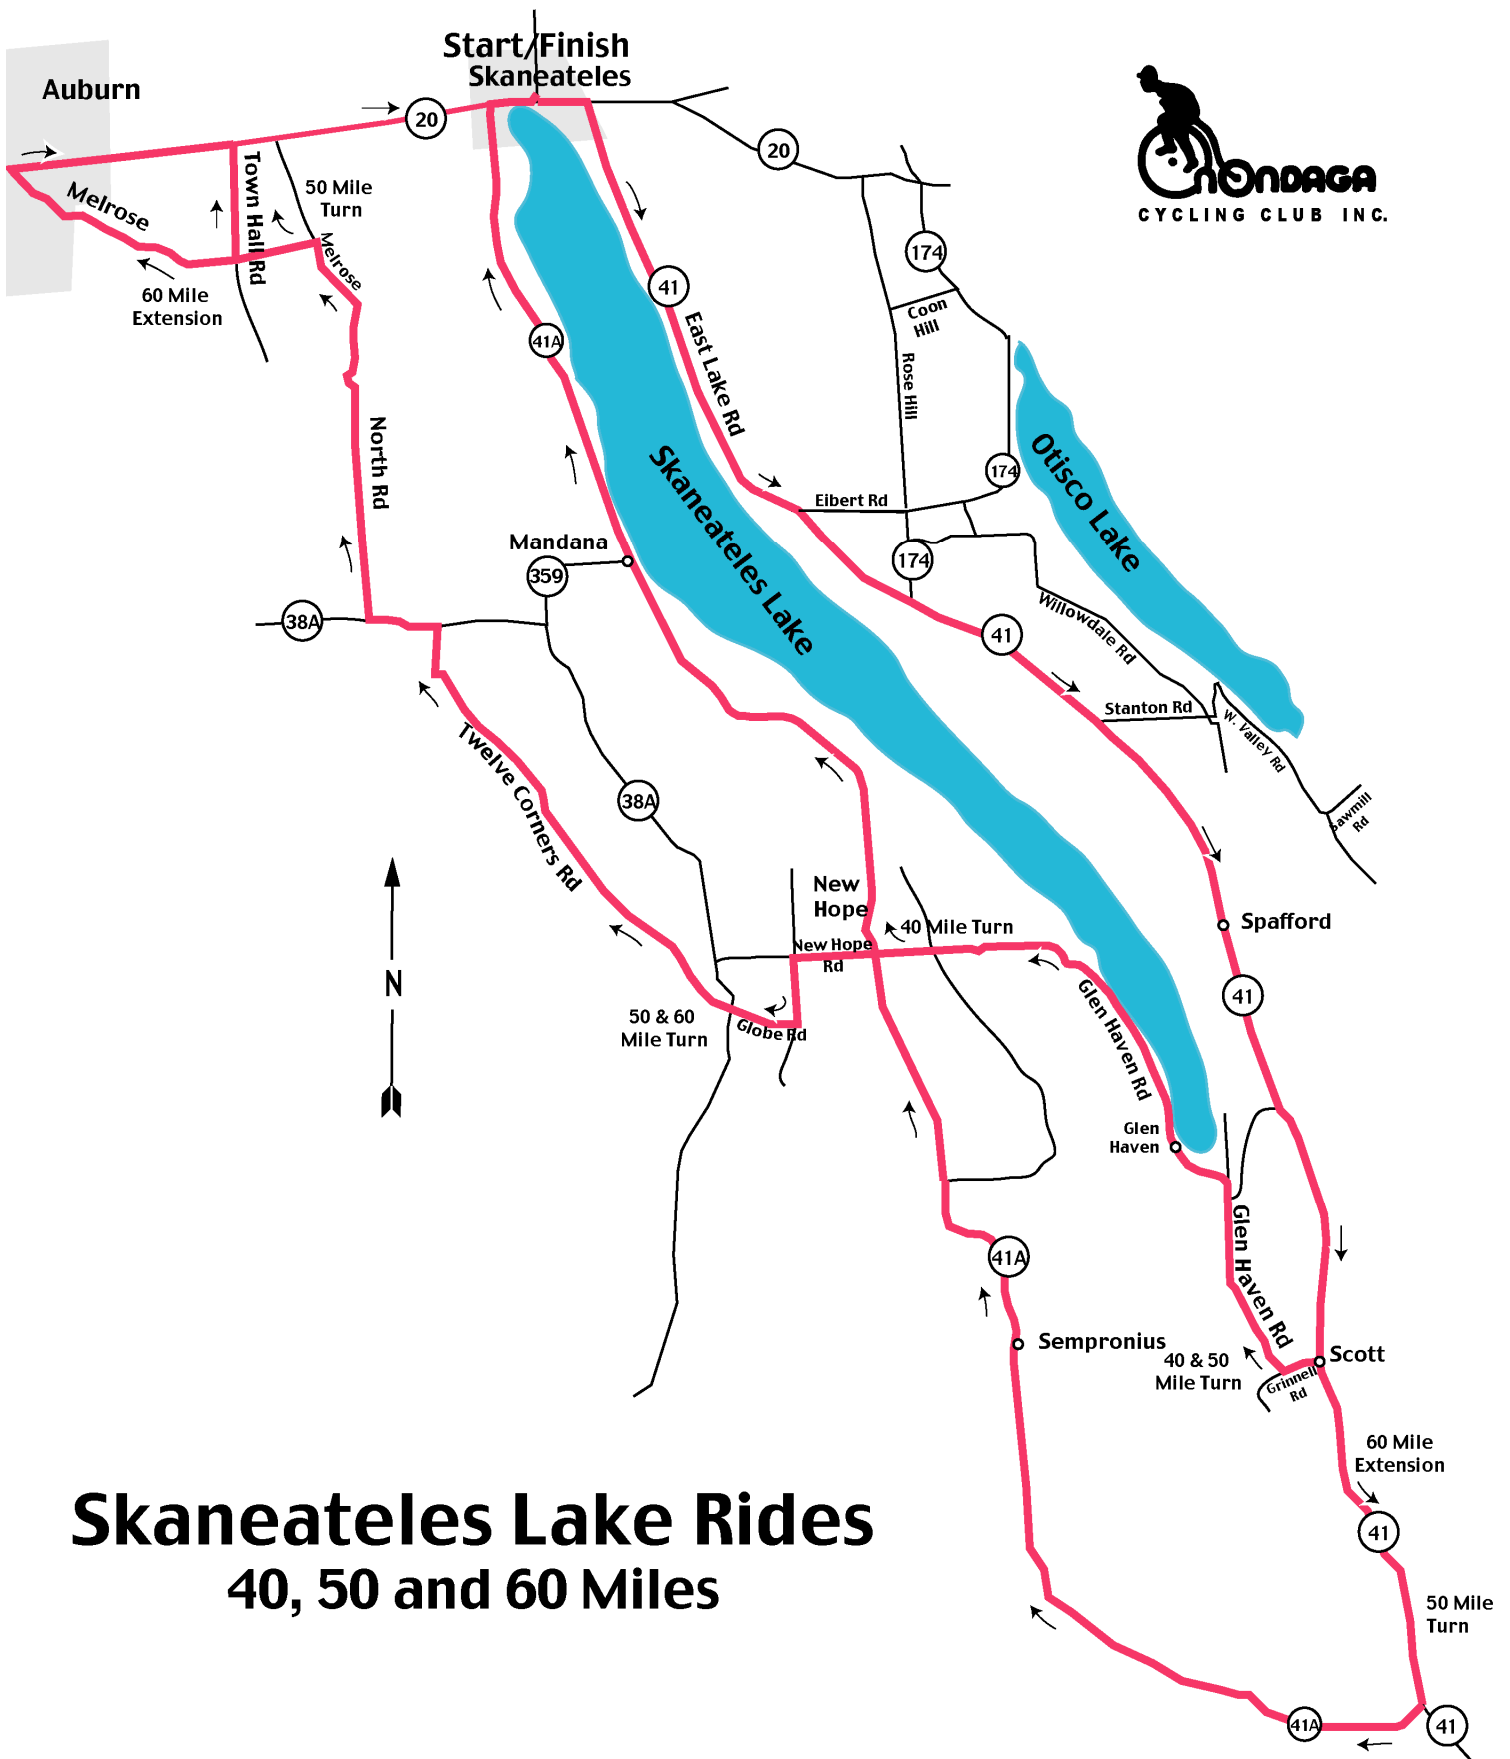 Start/Finish
Skaneateles
Auburn
20
20
ONONDAGA
CYCLING CLUB INC.
Melrose
Town Hall Rd
50 Mile
Turn
Melrose
60 Mile
Extension
174
41
41A
East Lake Rd
Coon
Hill
Rose Hill
North Rd
Skaneateles Lake
Otisco Lake
174
Eibert Rd
Mandana
359
174
38A
41
Willowdale Rd
Stanton Rd
W. Valley Rd
Sawmill
Rd
Twelve Corners Rd
38A
New
Hope
40 Mile Turn
New Hope
Rd
Spafford
41
N
50 & 60
Mile Turn
Globe Rd
Glen Haven Rd
Glen
Haven
Glen Haven Rd
41A
Sempronius
40 & 50
Mile Turn
Grinnell
Rd
Scott
60 Mile
Extension
41
50 Mile
Turn
41A
41
Skaneateles Lake Rides
40, 50 and 60 Miles